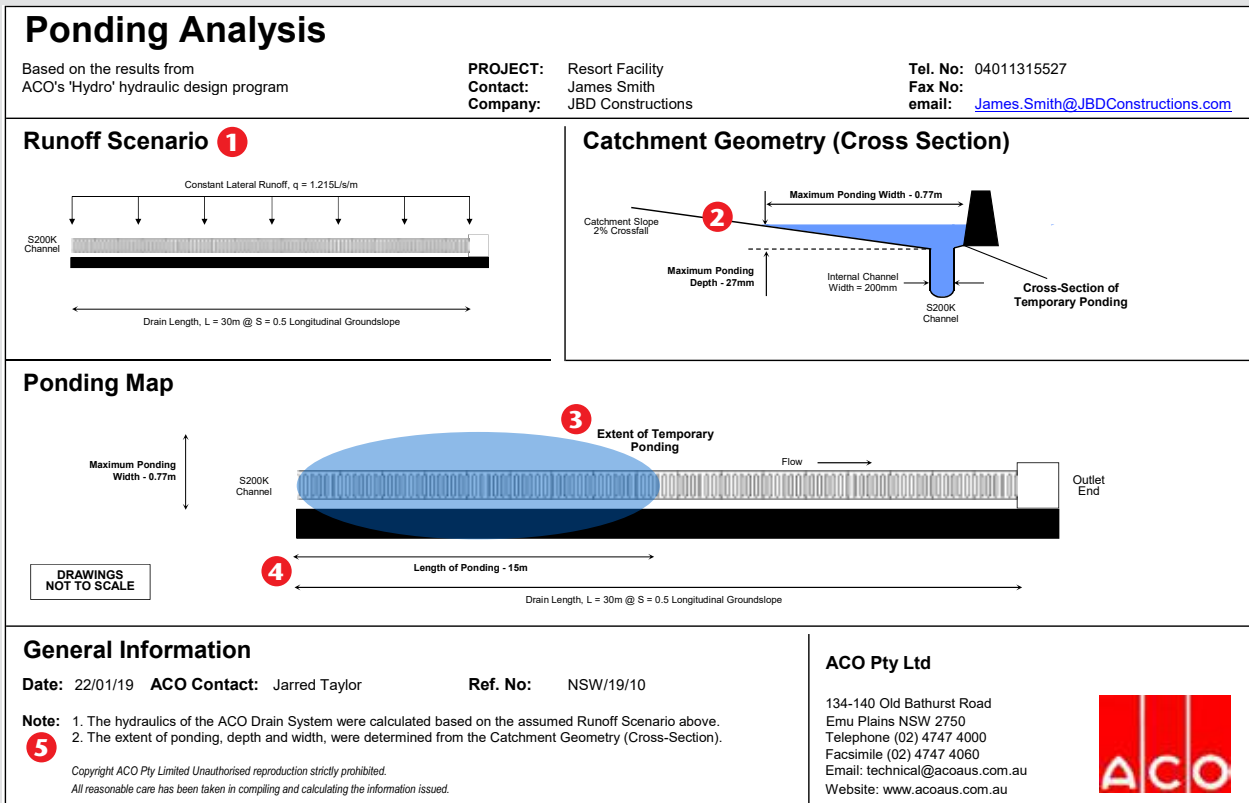 Ponding Analysis
Based on the results from
ACO's 'Hydro' hydraulic design program
PROJECT: Resort Facility
Contact: James Smith
Company: JBD Constructions
Tel. No: 04011315527
Fax No:
email: James.Smith@JBDConstructions.com
Runoff Scenario 1
Constant Lateral Runoff, q = 1.215L/s/m
S200K
Channel
Drain Length, L = 30m @ S = 0.5 Longitudinal Groundslope
Catchment Geometry (Cross Section)
Maximum Ponding Width - 0.77m
2
Catchment Slope
2% Crossfall
Maximum Ponding
Depth - 27mm
Internal Channel
Width = 200mm
S200K
Channel
Cross-Section of
Temporary Ponding
Ponding Map
3
Extent of Temporary
Ponding
Maximum Ponding
Width - 0.77m
S200K
Channel
Flow
Outlet
End
4
Length of Ponding - 15m
DRAWINGS
NOT TO SCALE
Drain Length, L = 30m @ S = 0.5 Longitudinal Groundslope
General Information
Date: 22/01/19 ACO Contact: Jarred Taylor Ref. No: NSW/19/10
Note: 1. The hydraulics of the ACO Drain System were calculated based on the assumed Runoff Scenario above.
5 2. The extent of ponding, depth and width, were determined from the Catchment Geometry (Cross-Section).
Copyright ACO Pty Limited Unauthorised reproduction strictly prohibited.
All reasonable care has been taken in compiling and calculating the information issued.
ACO Pty Ltd
134-140 Old Bathurst Road
Emu Plains NSW 2750
Telephone (02) 4747 4000
Facsimile (02) 4747 4060
Email: technical@acoaus.com.au
Website: www.acoaus.com.au
ACO